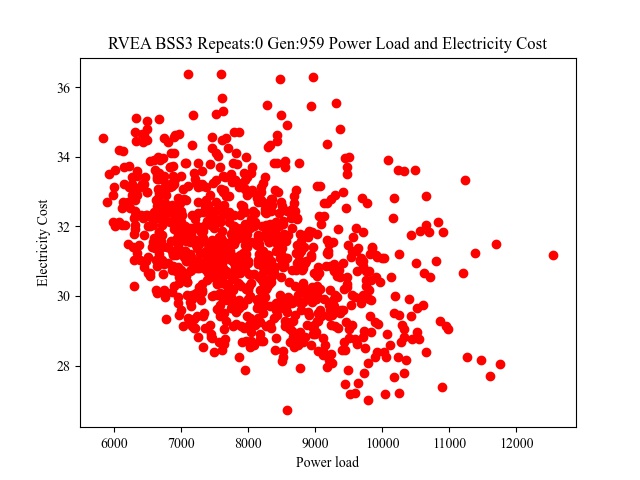 RVEA BSS3 Repeats:0 Gen:959 Power Load and Electricity Cost
36
34
32
30
28
Electricity Cost
6000 7000 8000 9000 10000 11000 12000
Power load